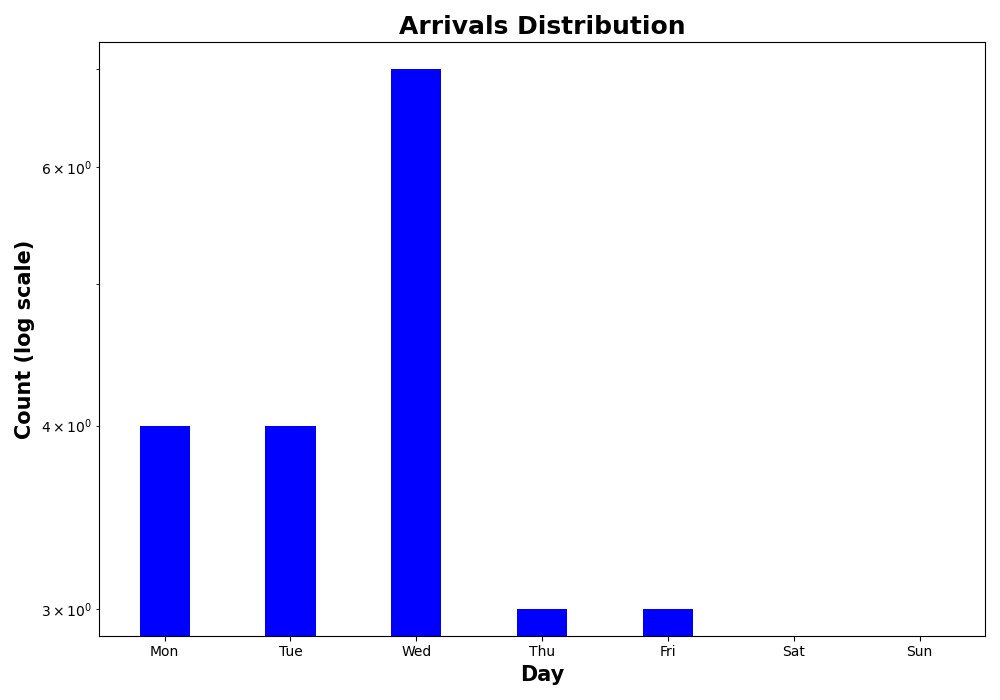 Arrivals Distribution
6 × 10⁰
4 × 10⁰
3 × 10⁰
Count (log scale)
Mon Tue Wed Thu Fri Sat Sun
Day